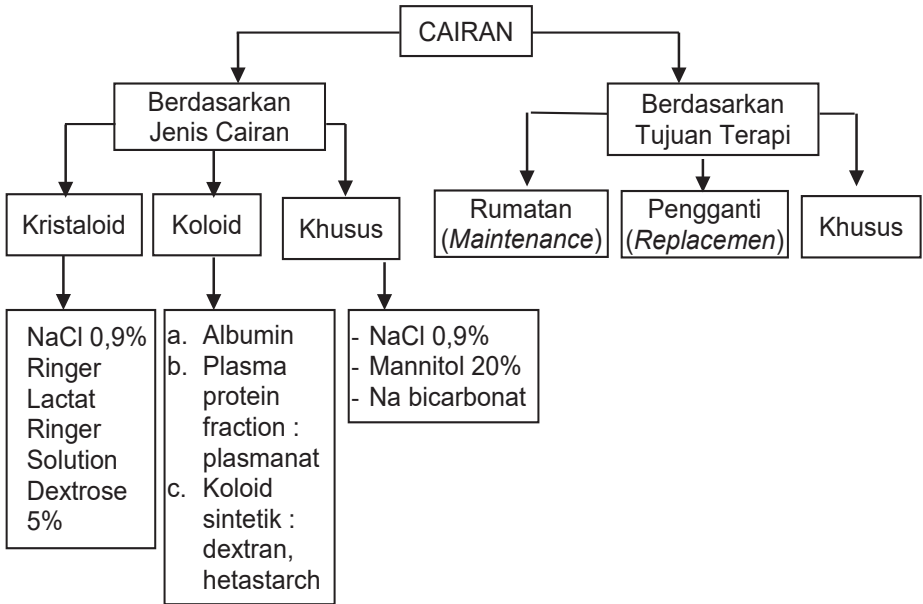 CAIRAN
Berdasarkan
Jenis Cairan
Berdasarkan
Tujuan Terapi
Kristaloid
Koloid
Khusus
Rumatan
(Maintenance)
Pengganti
(Replacemen)
Khusus
NaCl 0,9%
Ringer
Lactat
Ringer
Solution
Dextrose
5%
a. Albumin
b. Plasma
protein
fraction :
plasmanat
c. Koloid
sintetik :
dextran,
hetastarch
- NaCl 0,9%
- Mannitol 20%
- Na bicarbonat